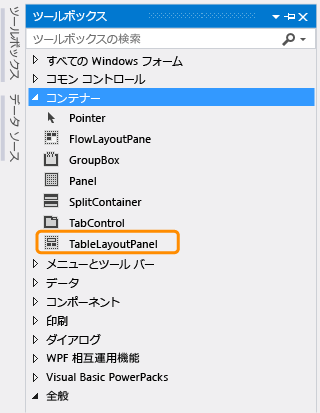 ツールボックス
データ ソース
ツールボックス
ツールボックスの検索
すべての Windows フォーム
コモン コントロール
コンテナー
Pointer
FlowLayoutPane
GroupBox
Panel
SplitContainer
TabControl
TableLayoutPanel
メニューとツール バー
データ
コンポーネント
印刷
ダイアログ
WPF 相互運用機能
Visual Basic PowerPacks
全般